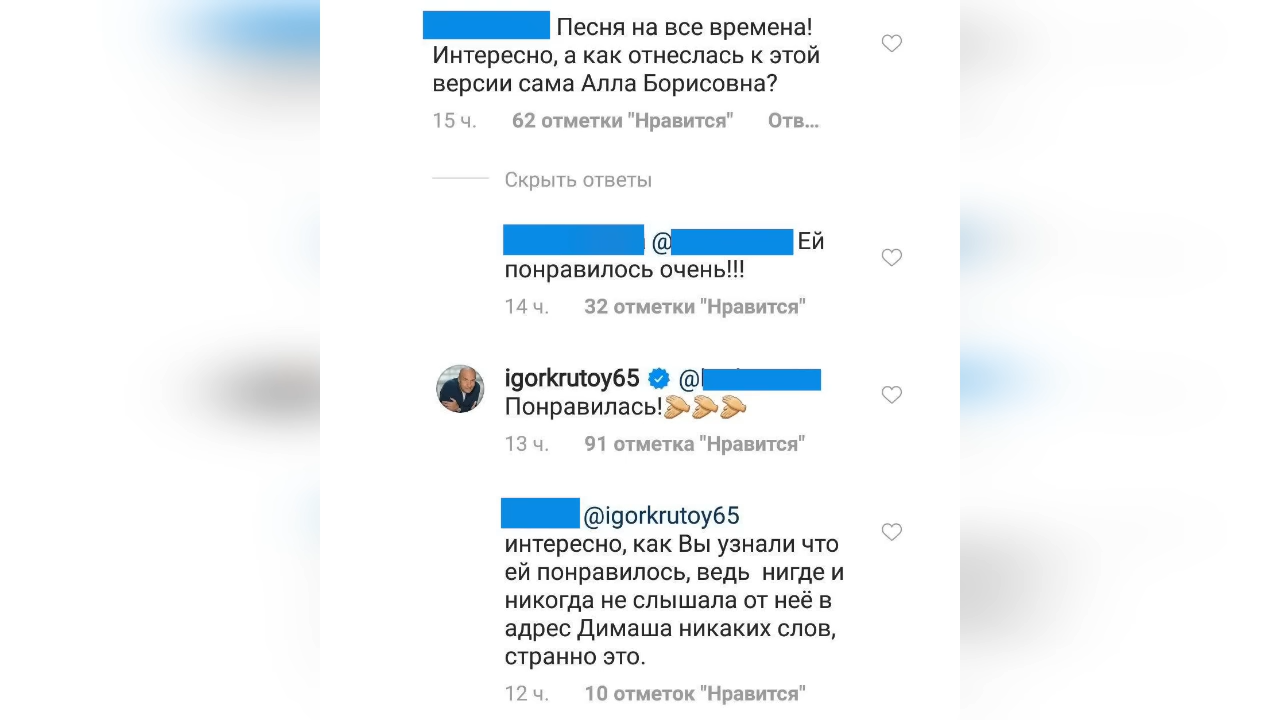 Песня на все времена!
Интересно, а как отнеслась к этой
версии сама Алла Борисовна?
15 ч. 62 отметки "Нравится" Отв...
Скрыть ответы
@ Ей
понравилось очень!!!
14 ч. 32 отметки "Нравится"
igorkrutoy65 @
Понравилась!
13 ч. 91 отметка "Нравится"
@igorkrutoy65
интересно, как Вы узнали что
ей понравилось, ведь нигде и
никогда не слышала от неё в
адрес Димаша никаких слов,
странно это.
12 ч. 10 отметок "Нравится"